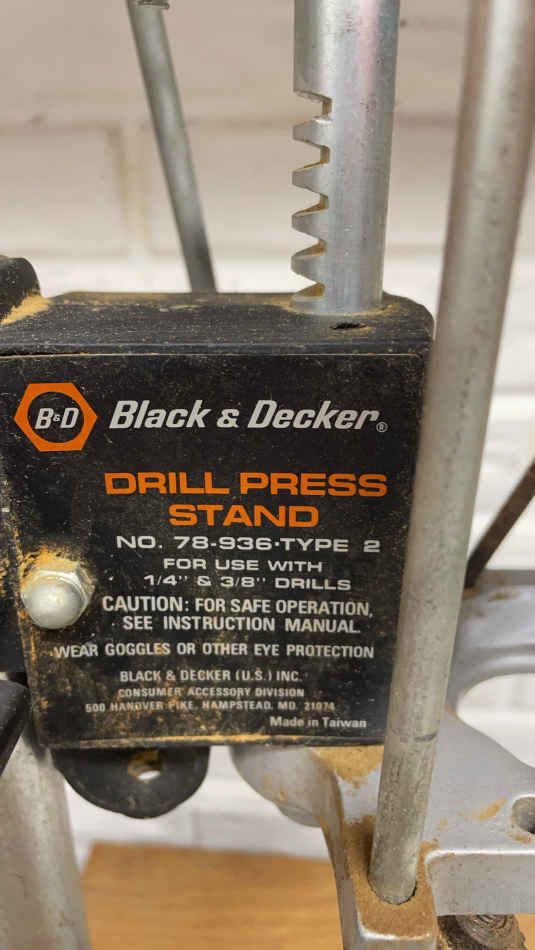 B&D Black & Decker®
DRILL PRESS
STAND
NO. 78-936·TYPE 2
FOR USE WITH
1/4" & 3/8" DRILLS
CAUTION: FOR SAFE OPERATION,
SEE INSTRUCTION MANUAL.
WEAR GOGGLES OR OTHER EYE PROTECTION
BLACK & DECKER (U.S.) INC.
CONSUMER ACCESSORY DIVISION
500 HANOVER PIKE, HAMPSTEAD, MD. 21074
Made in Taiwan